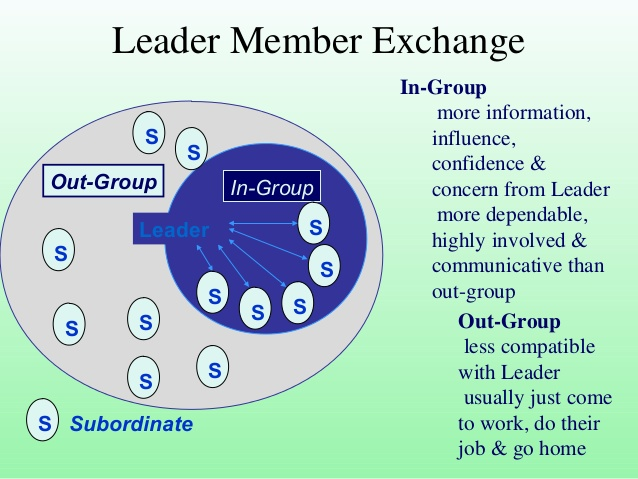 Leader Member Exchange
In-Group
more information,
influence,
confidence &
concern from Leader
more dependable,
highly involved &
communicative than
out-group
Out-Group
less compatible
with Leader
usually just come
to work, do their
job & go home
S
S
Out-Group
In-Group
Leader
S
S
S
S
S
S
S
S
S
S
S
S Subordinate